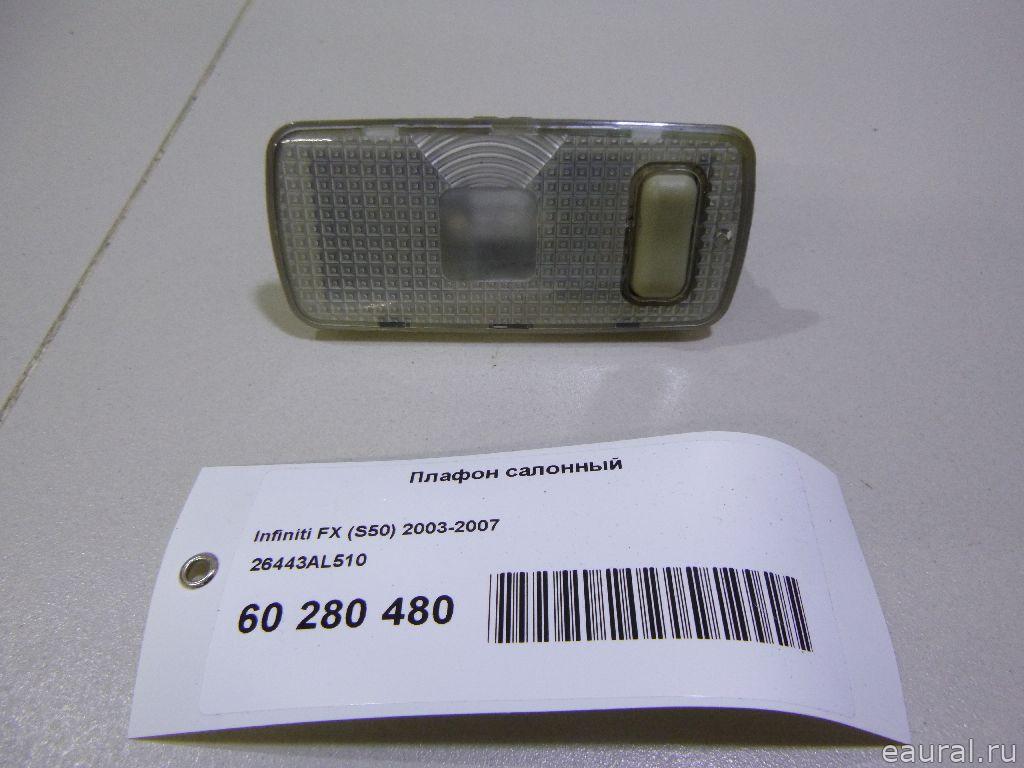 Плафон салонный
Infiniti FX (S50) 2003-2007
26443AL510
60 280 480
eaural.ru